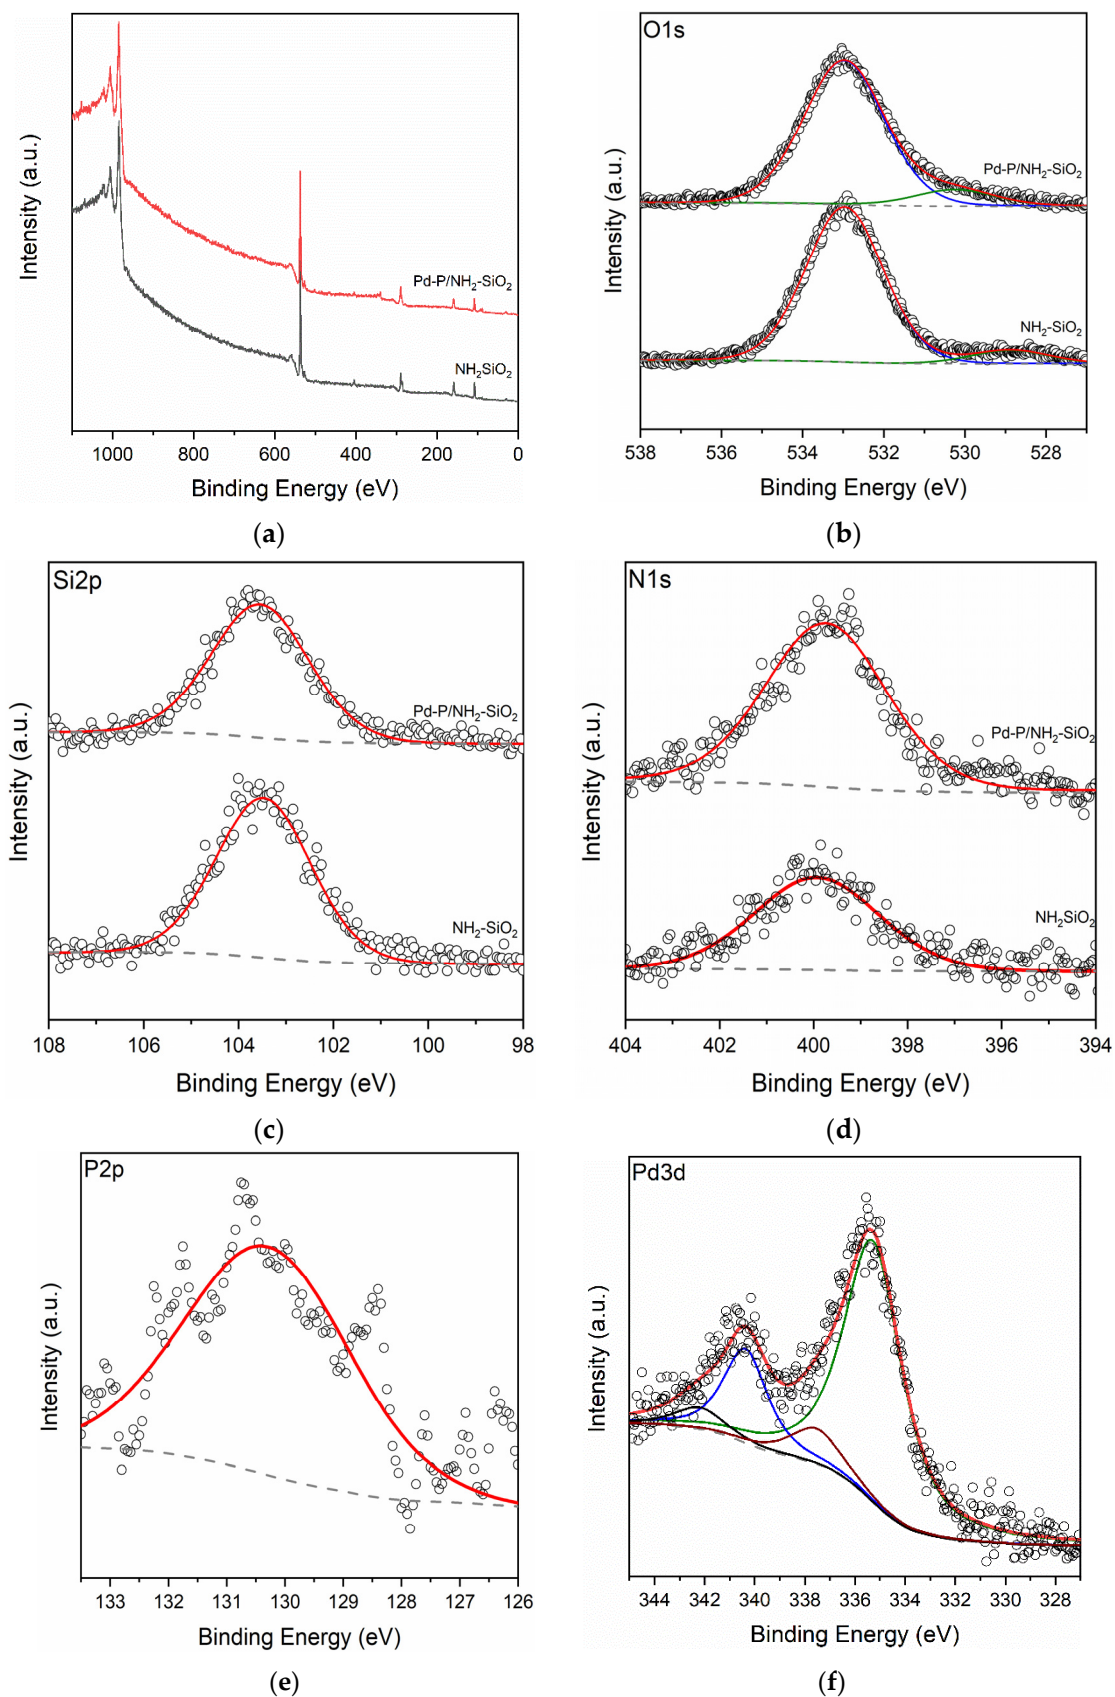 Intensity (a.u.)
Pd-P/NH₂-SiO₂
NH₂SiO₂
1000 800 600 400 200 0
Binding Energy (eV)
(a)
O1s
Intensity (a.u.)
Pd-P/NH₂-SiO₂
NH₂-SiO₂
538 536 534 532 530 528
Binding Energy (eV)
(b)
Si2p
Intensity (a.u.)
Pd-P/NH₂-SiO₂
NH₂-SiO₂
108 106 104 102 100 98
Binding Energy (eV)
(c)
N1s
Intensity (a.u.)
Pd-P/NH₂-SiO₂
NH₂SiO₂
404 402 400 398 396 394
Binding Energy (eV)
(d)
P2p
Intensity (a.u.)
133 132 131 130 129 128 127 126
Binding Energy (eV)
(e)
Pd3d
Intensity (a.u.)
344 342 340 338 336 334 332 330 328
Binding Energy (eV)
(f)